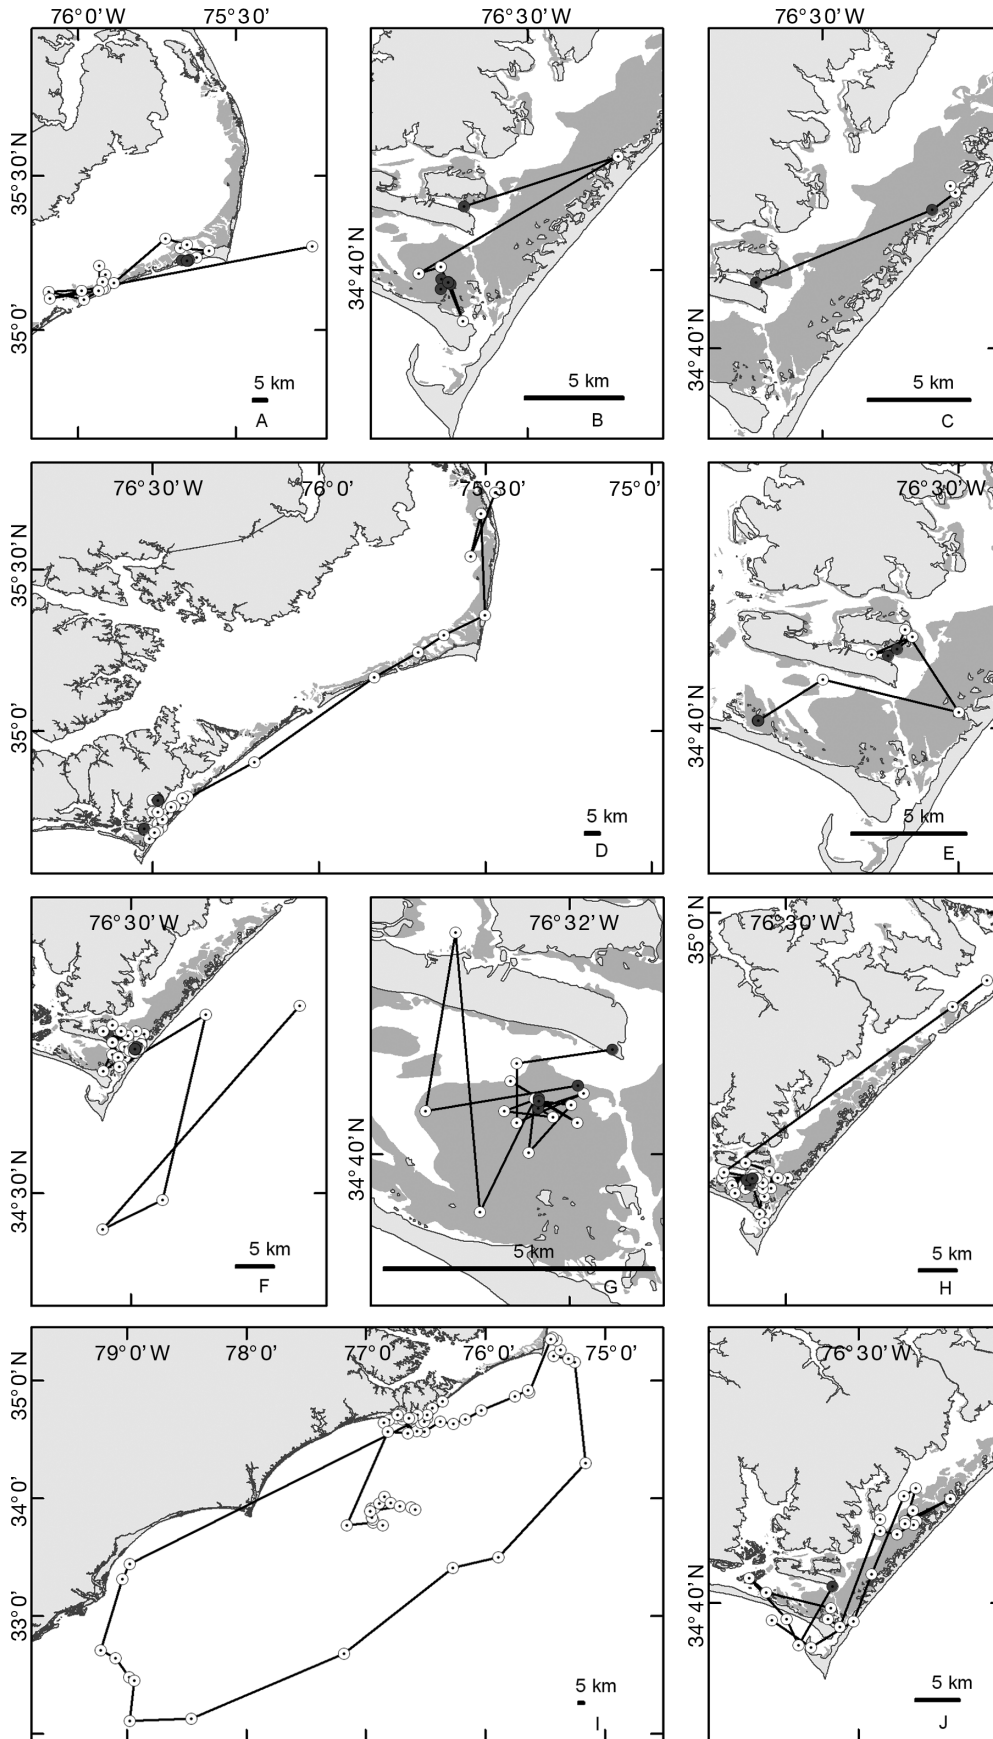 76°0' W 75°30' W
35°30' N
35°0'
5 km
A
76°30' W
34°40' N
5 km
B
76°30' W
34°40' N
5 km
C
76°30' W 76°0' 75°30' W 75°0'
35°30' N
35°0'
5 km
D
76°30' W
34°40' N
5 km
E
76°30' W
34°30' N
5 km
F
76°32' W
34°40' N
5 km
G
76°30' W
35°0' N
5 km
H
79°0' W 78°0' W 77°0' W 76°0' W 75°0'
35°0' N
34°0' N
33°0' N
5 km
I
76°30' W
34°40' N
5 km
J